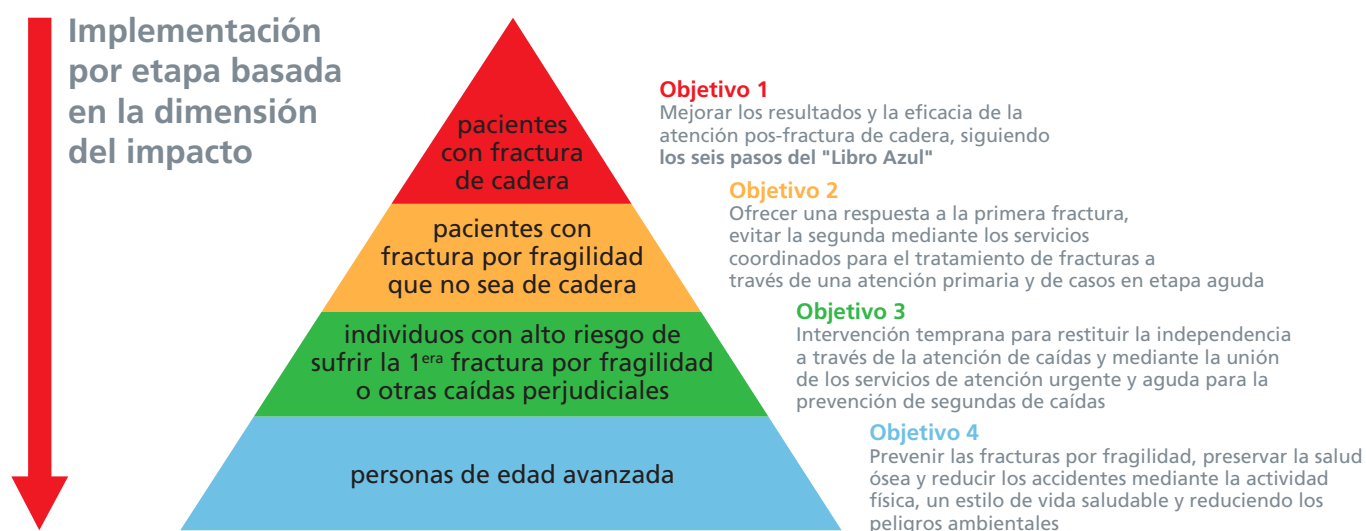 Implementación
por etapa basada
en la dimensión
del impacto
pacientes
con fractura
de cadera
Objetivo 1
Mejorar los resultados y la eficacia de la
atención pos-fractura de cadera, siguiendo
los seis pasos del "Libro Azul"
pacientes con
fractura por fragilidad
que no sea de cadera
Objetivo 2
Ofrecer una respuesta a la primera fractura,
evitar la segunda mediante los servicios
coordinados para el tratamiento de fracturas a
través de una atención primaria y de casos en etapa aguda
individuos con alto riesgo de
sufrir la 1era fractura por fragilidad
o otras caídas perjudiciales
Objetivo 3
Intervención temprana para restituir la independencia
a través de la atención de caídas y mediante la unión
de los servicios de atención urgente y aguda para la
prevención de segundas de caídas
personas de edad avanzada
Objetivo 4
Prevenir las fracturas por fragilidad, preservar la salud
ósea y reducir los accidentes mediante la actividad
física, un estilo de vida saludable y reduciendo los
peligros ambientales